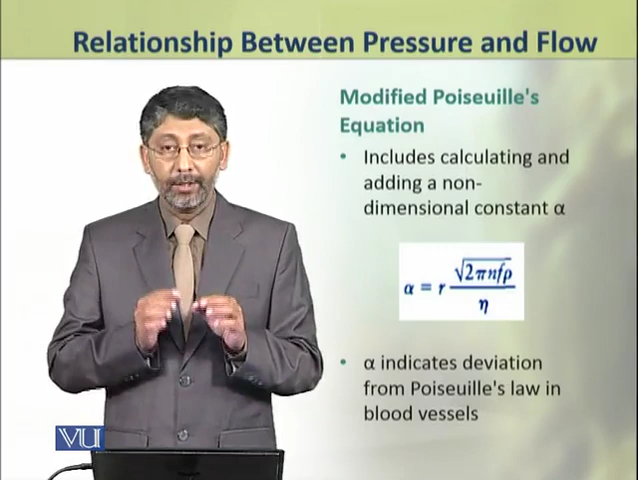 Relationship Between Pressure and Flow
Modified Poiseuille's
Equation
• Includes calculating and
adding a non-
dimensional constant α
α = r √2πnfρ / η
• α indicates deviation
from Poiseuille's law in
blood vessels
VU